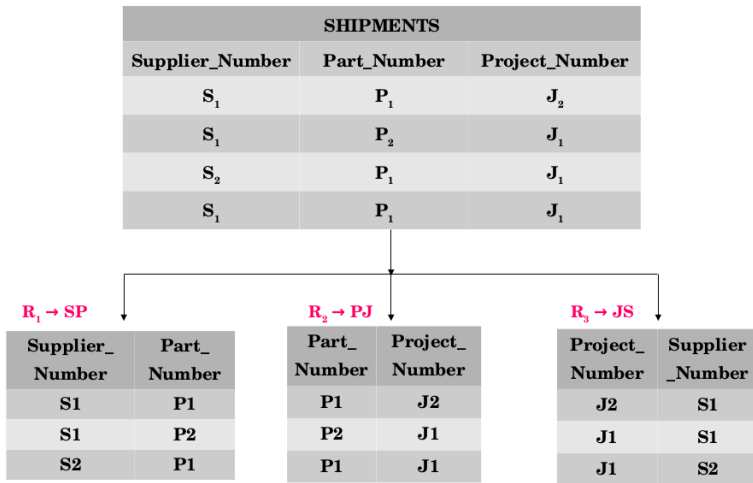 SHIPMENTS
Supplier_Number Part_Number Project_Number
S₁ P₁ J₂
S₁ P₂ J₁
S₂ P₁ J₁
S₁ P₁ J₁
R₁ → SP
Supplier_ Part_
Number Number
S1 P1
S1 P2
S2 P1
R₂ → PJ
Part_ Project_
Number Number
P1 J2
P2 J1
P1 J1
R₃ → JS
Project_ Supplier
Number _Number
J2 S1
J1 S1
J1 S2